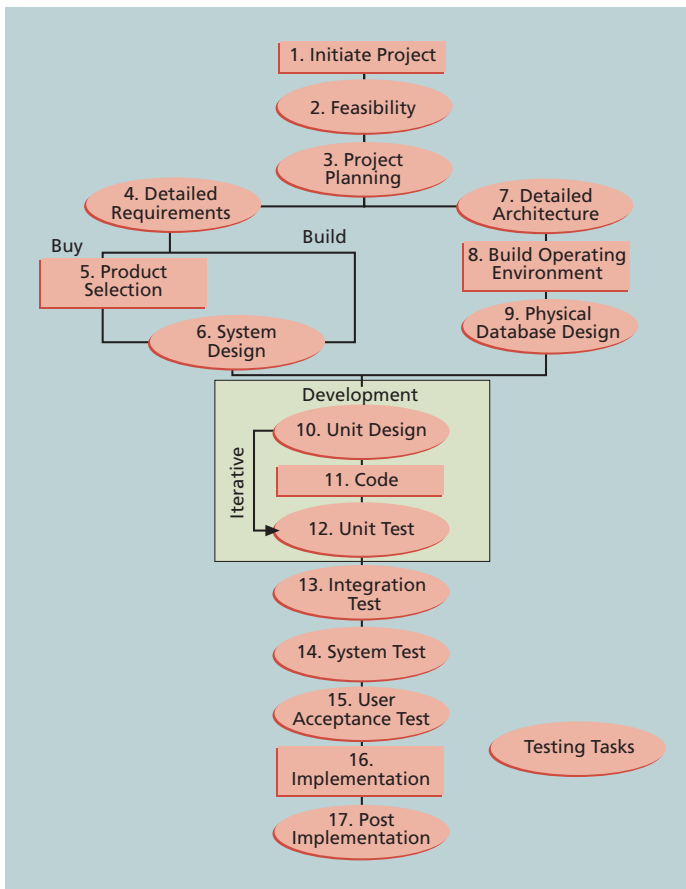 1. Initiate Project
2. Feasibility
3. Project
Planning
4. Detailed
Requirements
7. Detailed
Architecture
Buy
Build
5. Product
Selection
8. Build Operating
Environment
6. System
Design
9. Physical
Database Design
Development
10. Unit Design
Iterative
11. Code
12. Unit Test
13. Integration
Test
14. System Test
15. User
Acceptance Test
Testing Tasks
16.
Implementation
17. Post
Implementation